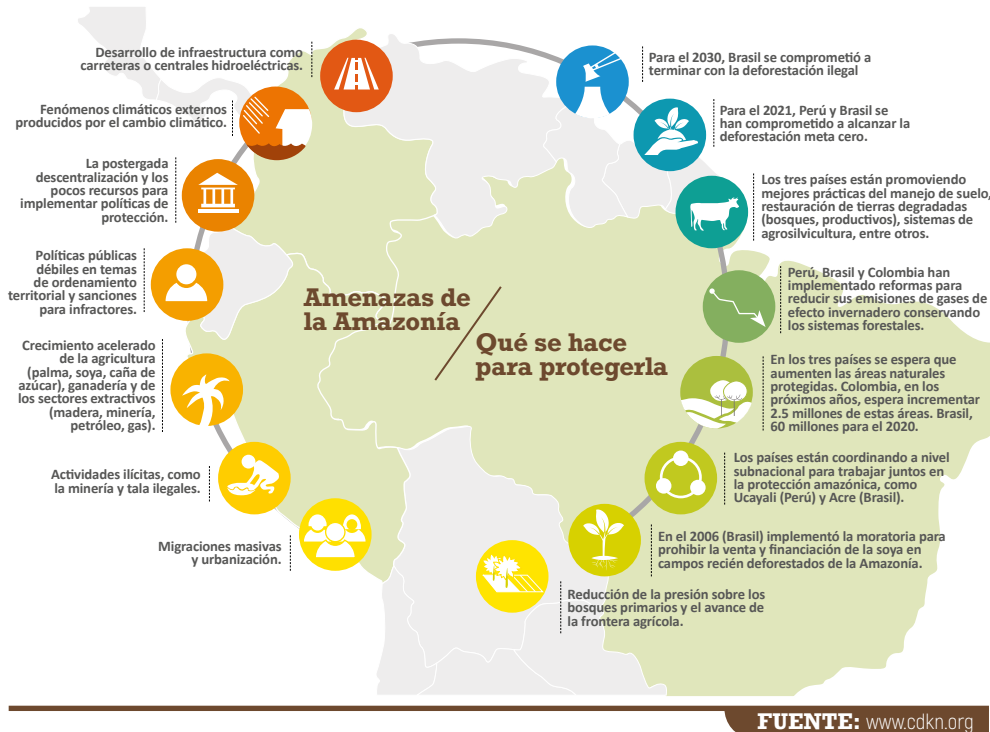 Amenazas de
la Amazonía
Desarrollo de infraestructura como
carreteras o centrales hidroeléctricas.
Fenómenos climáticos externos
producidos por el cambio climático.
La postergada
descentralización y los
pocos recursos para
implementar políticas de
protección.
Políticas públicas
débiles en temas
de ordenamiento
territorial y sanciones
para infractores.
Crecimiento acelerado
de la agricultura
(palma, soya, caña de
azúcar), ganadería y de
los sectores extractivos
(madera, minería,
petróleo, gas).
Actividades ilícitas, como
la minería y tala ilegales.
Migraciones masivas
y urbanización.
Qué se hace
para protegerla
Para el 2030, Brasil se comprometió a
terminar con la deforestación ilegal
Para el 2021, Perú y Brasil se
han comprometido a alcanzar la
deforestación meta cero.
Los tres países están promoviendo
mejores prácticas del manejo de suelo,
restauración de tierras degradadas
(bosques, productivos), sistemas de
agrosilvicultura, entre otros.
Perú, Brasil y Colombia han
implementado reformas para
reducir sus emisiones de gases de
efecto invernadero conservando
los sistemas forestales.
En los tres países se espera que
aumenten las áreas naturales
protegidas. Colombia, en los
próximos años, espera incrementar
2.5 millones de estas áreas. Brasil,
60 millones para el 2020.
Los países están coordinando a nivel
subnacional para trabajar juntos en
la protección amazónica, como
Ucayali (Perú) y Acre (Brasil).
En el 2006 (Brasil) implementó la moratoria para
prohibir la venta y financiación de la soya en
campos recién deforestados de la Amazonía.
Reducción de la presión sobre los
bosques primarios y el avance de
la frontera agrícola.
FUENTE: www.cdkn.org